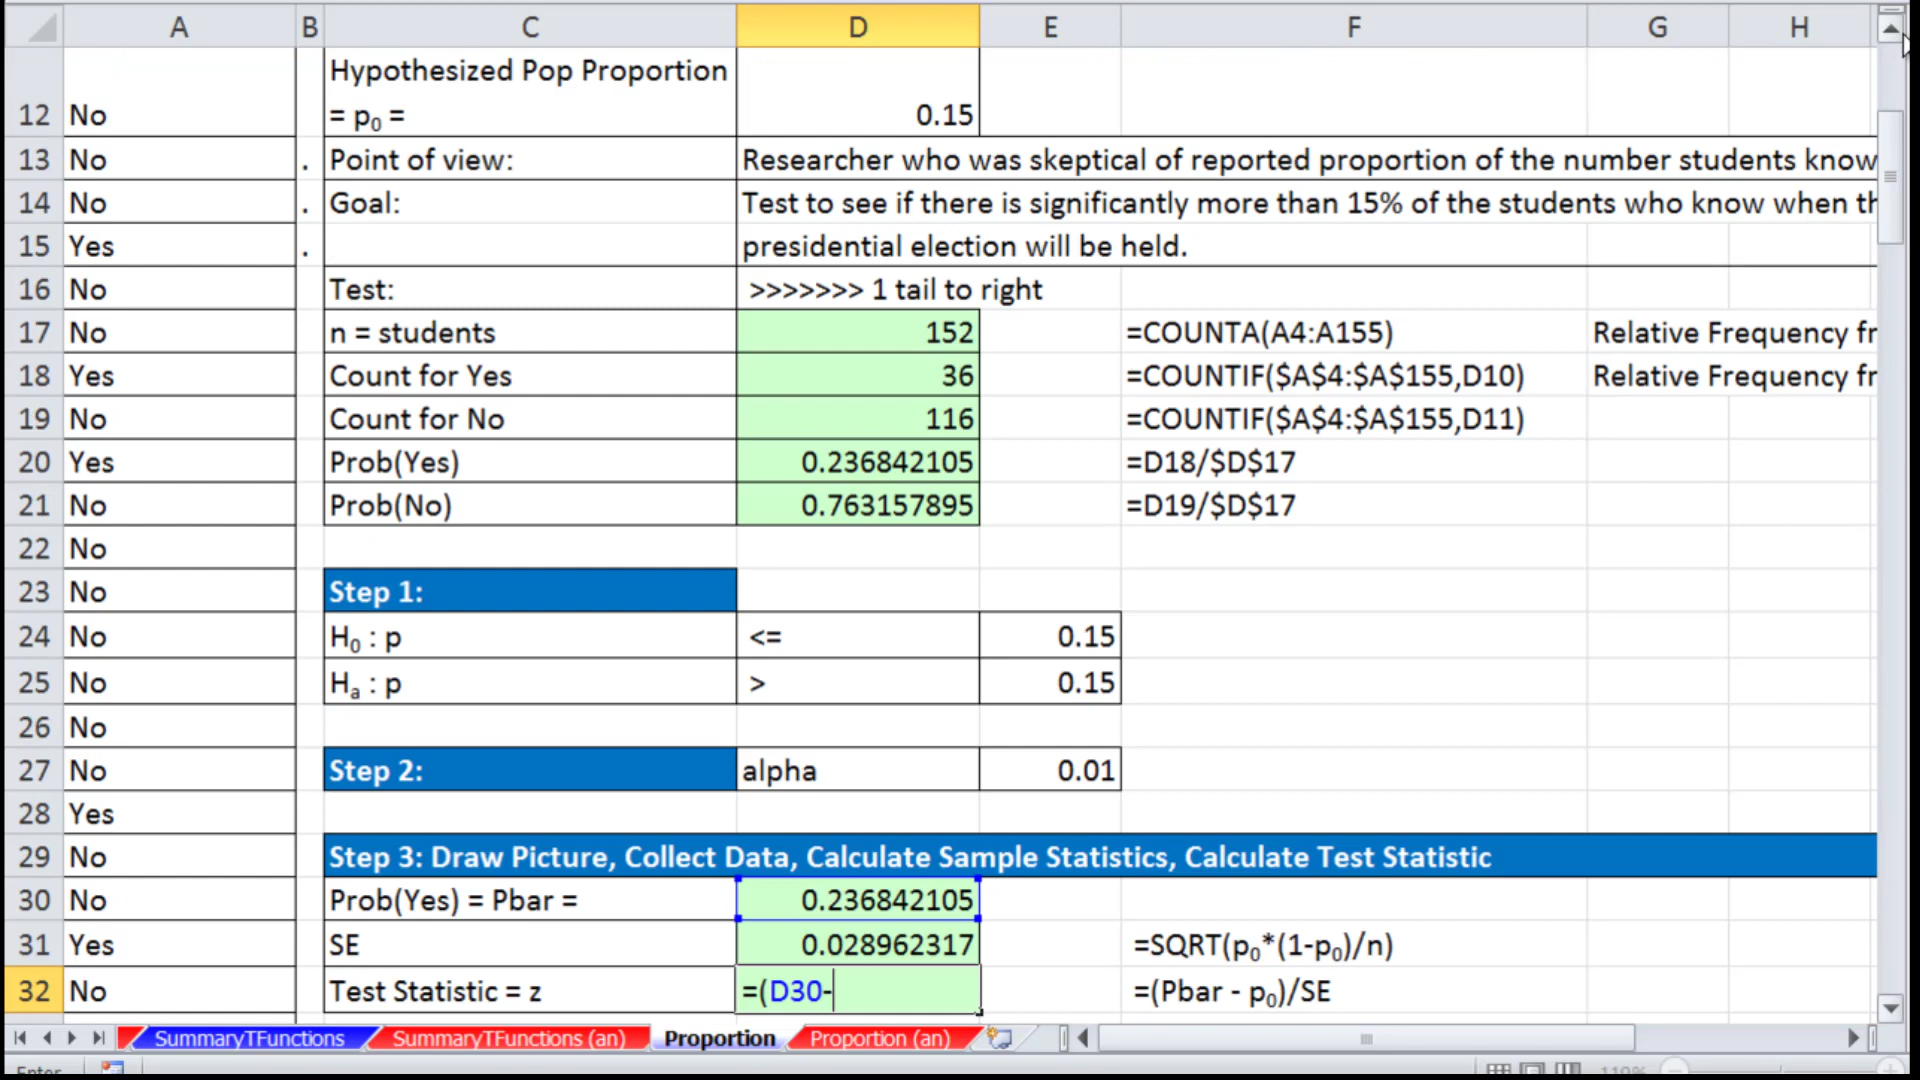 A B C D E F G H
Hypothesized Pop Proportion
12 No = p₀ = 0.15
13 No . Point of view: Researcher who was skeptical of reported proportion of the number students know
14 No . Goal: Test to see if there is significantly more than 15% of the students who know when th
15 Yes . presidential election will be held.
16 No Test: >>>>>>> 1 tail to right
17 No n = students 152 =COUNTA(A4:A155) Relative Frequency fr
18 Yes Count for Yes 36 =COUNTIF($A$4:$A$155,D10) Relative Frequency fr
19 No Count for No 116 =COUNTIF($A$4:$A$155,D11)
20 Yes Prob(Yes) 0.236842105 =D18/$D$17
21 No Prob(No) 0.763157895 =D19/$D$17
22 No
23 No Step 1:
24 No H₀ : p <= 0.15
25 No Hₐ : p > 0.15
26 No
27 No Step 2: alpha 0.01
28 Yes
29 No Step 3: Draw Picture, Collect Data, Calculate Sample Statistics, Calculate Test Statistic
30 No Prob(Yes) = Pbar = 0.236842105
31 Yes SE 0.028962317 =SQRT(p₀*(1-p₀)/n)
32 No Test Statistic = z =(D30- =(Pbar - p₀)/SE
SummaryTFunctions SummaryTFunctions (an) Proportion Proportion (an)
Enter 119%